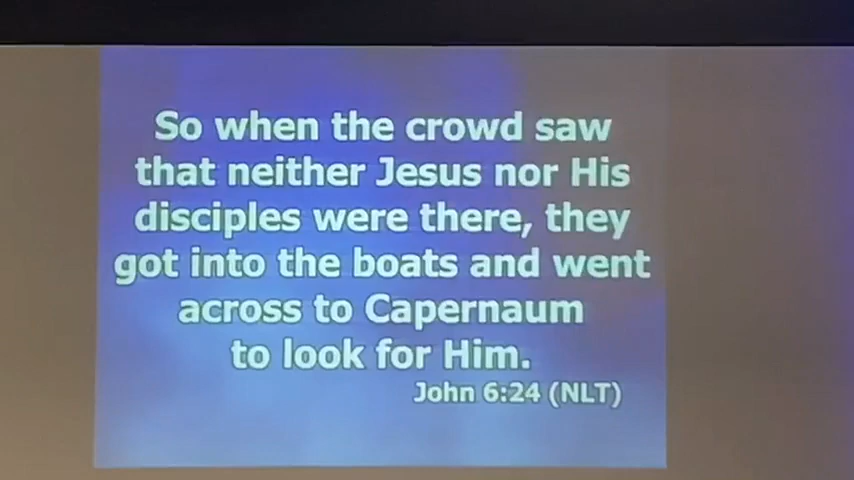 So when the crowd saw
that neither Jesus nor His
disciples were there, they
got into the boats and went
across to Capernaum
to look for Him.
John 6:24 (NLT)